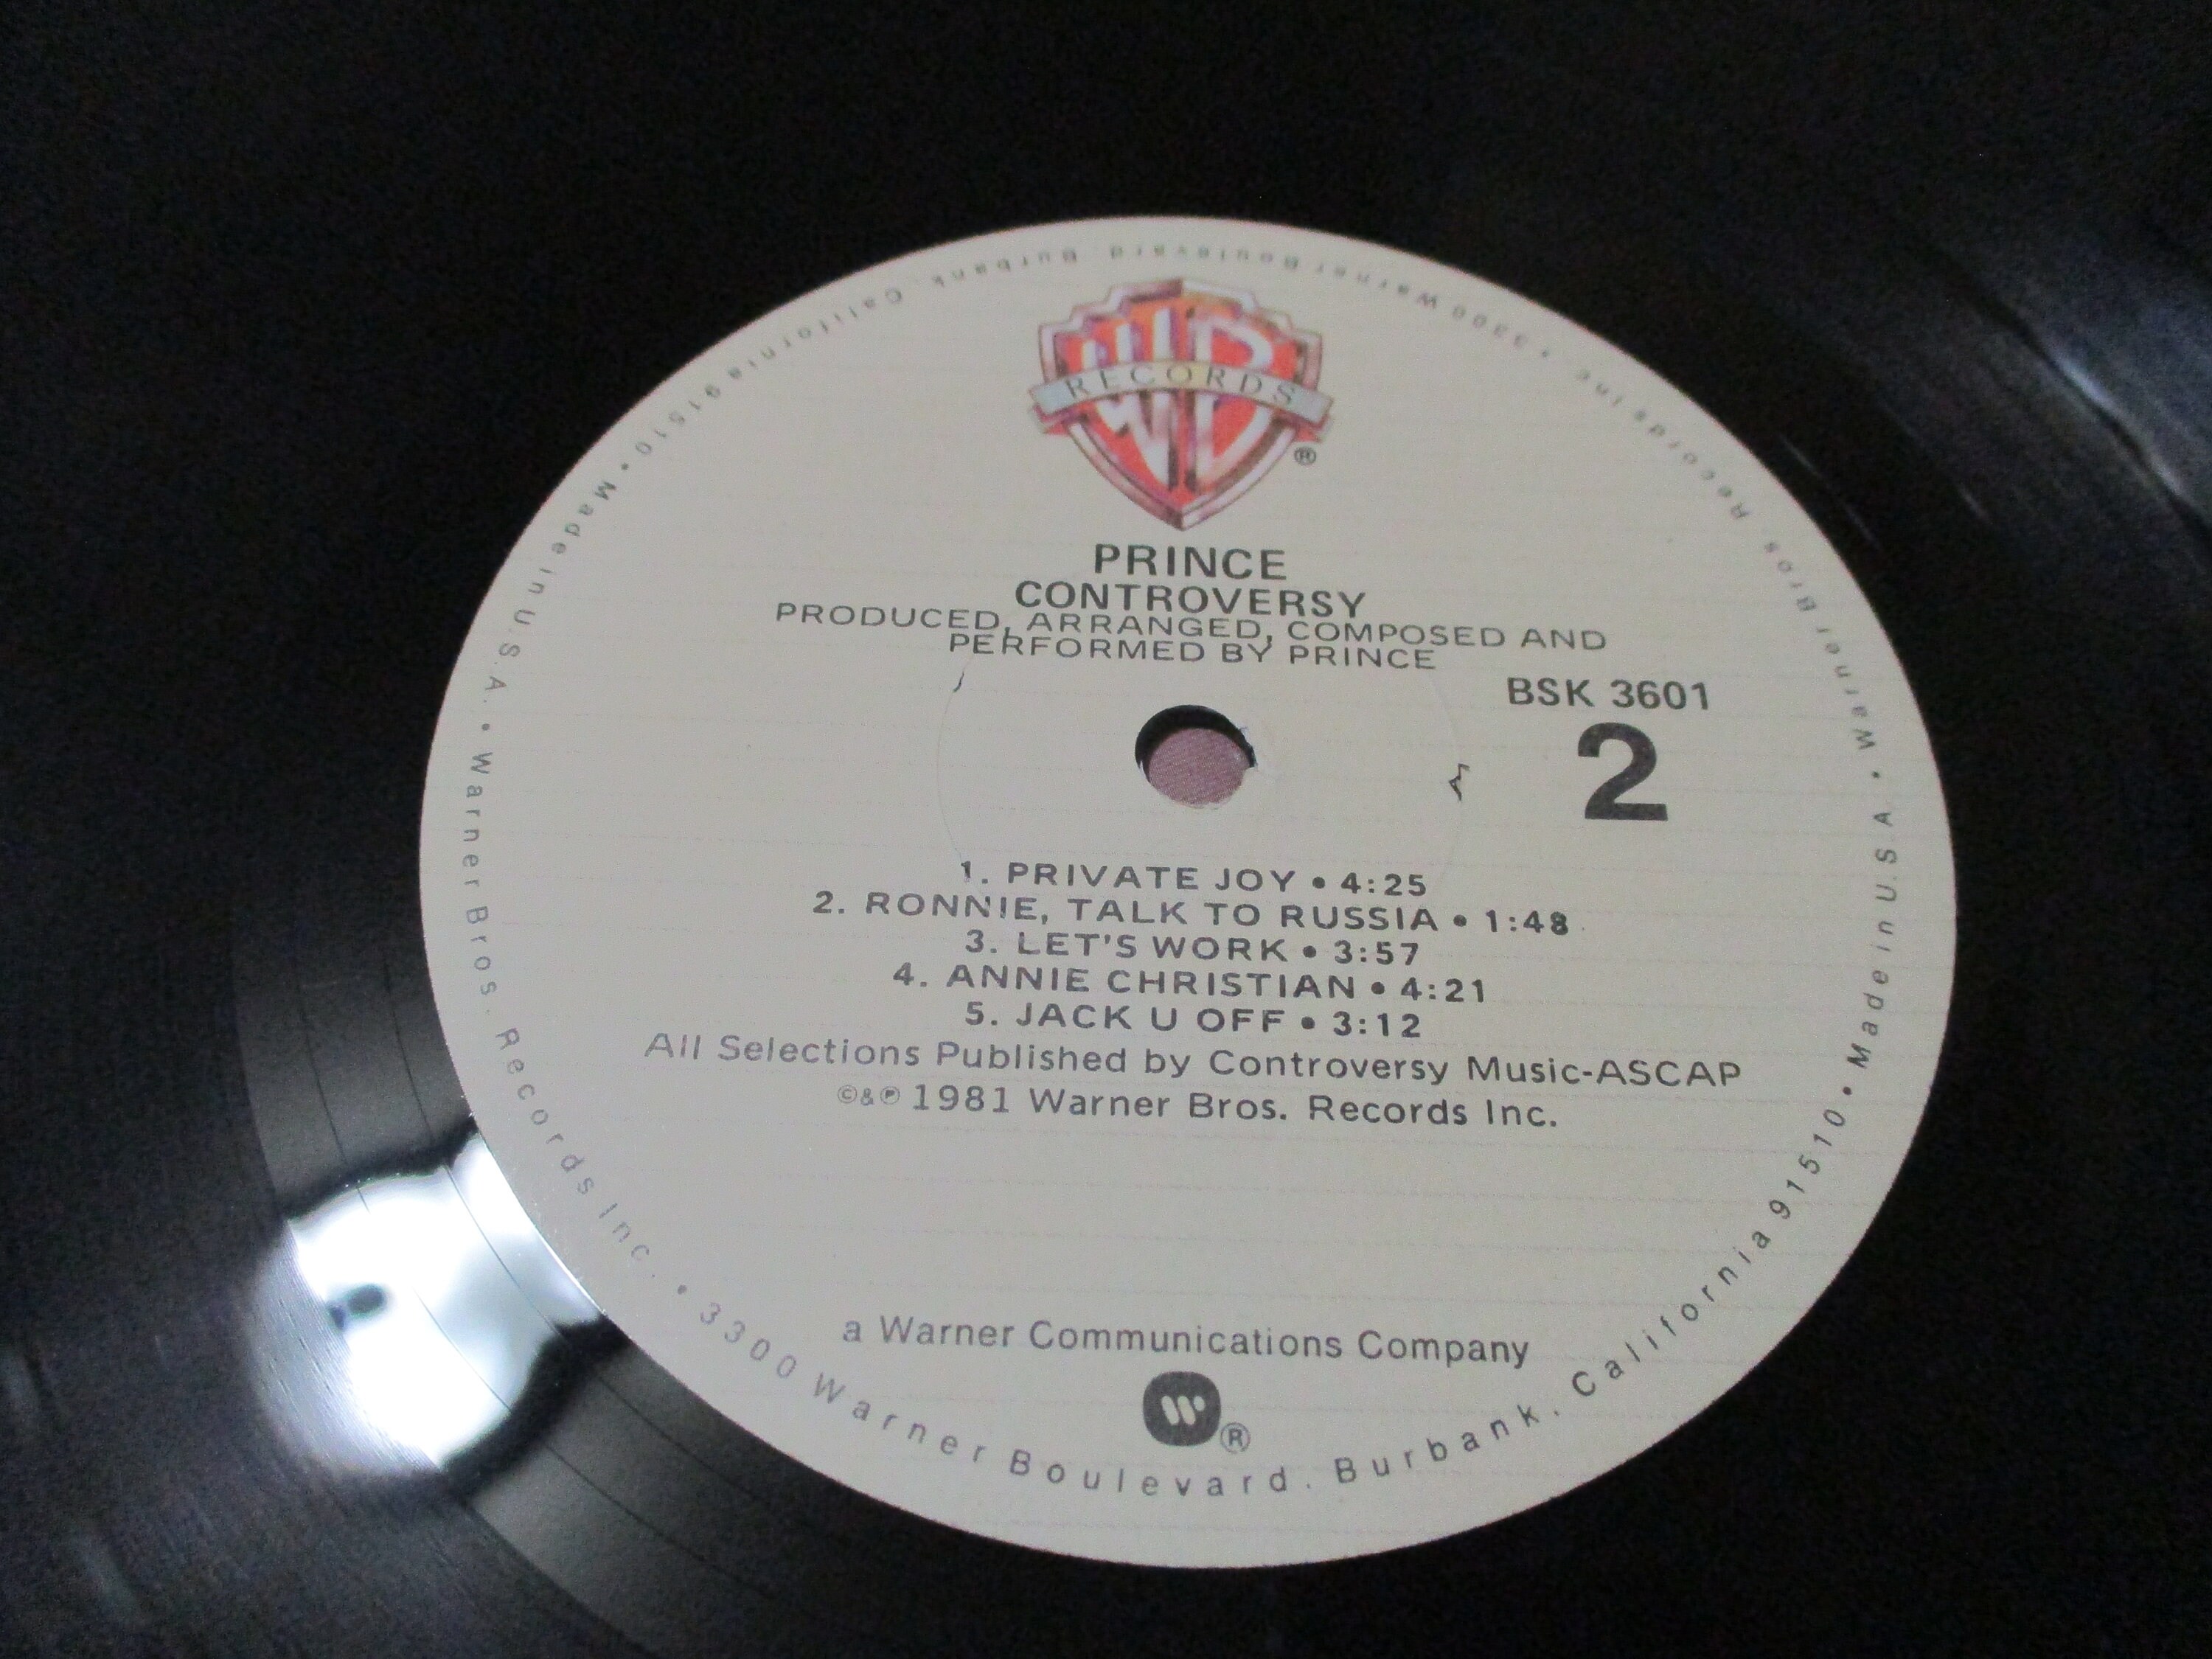 WB
RECORDS
®
PRINCE
CONTROVERSY
PRODUCED, ARRANGED, COMPOSED AND
PERFORMED BY PRINCE
BSK 3601
2
1. PRIVATE JOY • 4:25
2. RONNIE, TALK TO RUSSIA • 1:48
3. LET'S WORK • 3:57
4. ANNIE CHRISTIAN • 4:21
5. JACK U OFF • 3:12
All Selections Published by Controversy Music-ASCAP
©&℗ 1981 Warner Bros. Records Inc.
a Warner Communications Company
W®
Warner Bros. Records Inc. • 3300 Warner Boulevard. Burbank. California 91510 • Made in U.S.A. •
Warner Bros. Records Inc. • 3300 Warner Boulevard. Burbank. California 91510 • Made in U.S.A. •